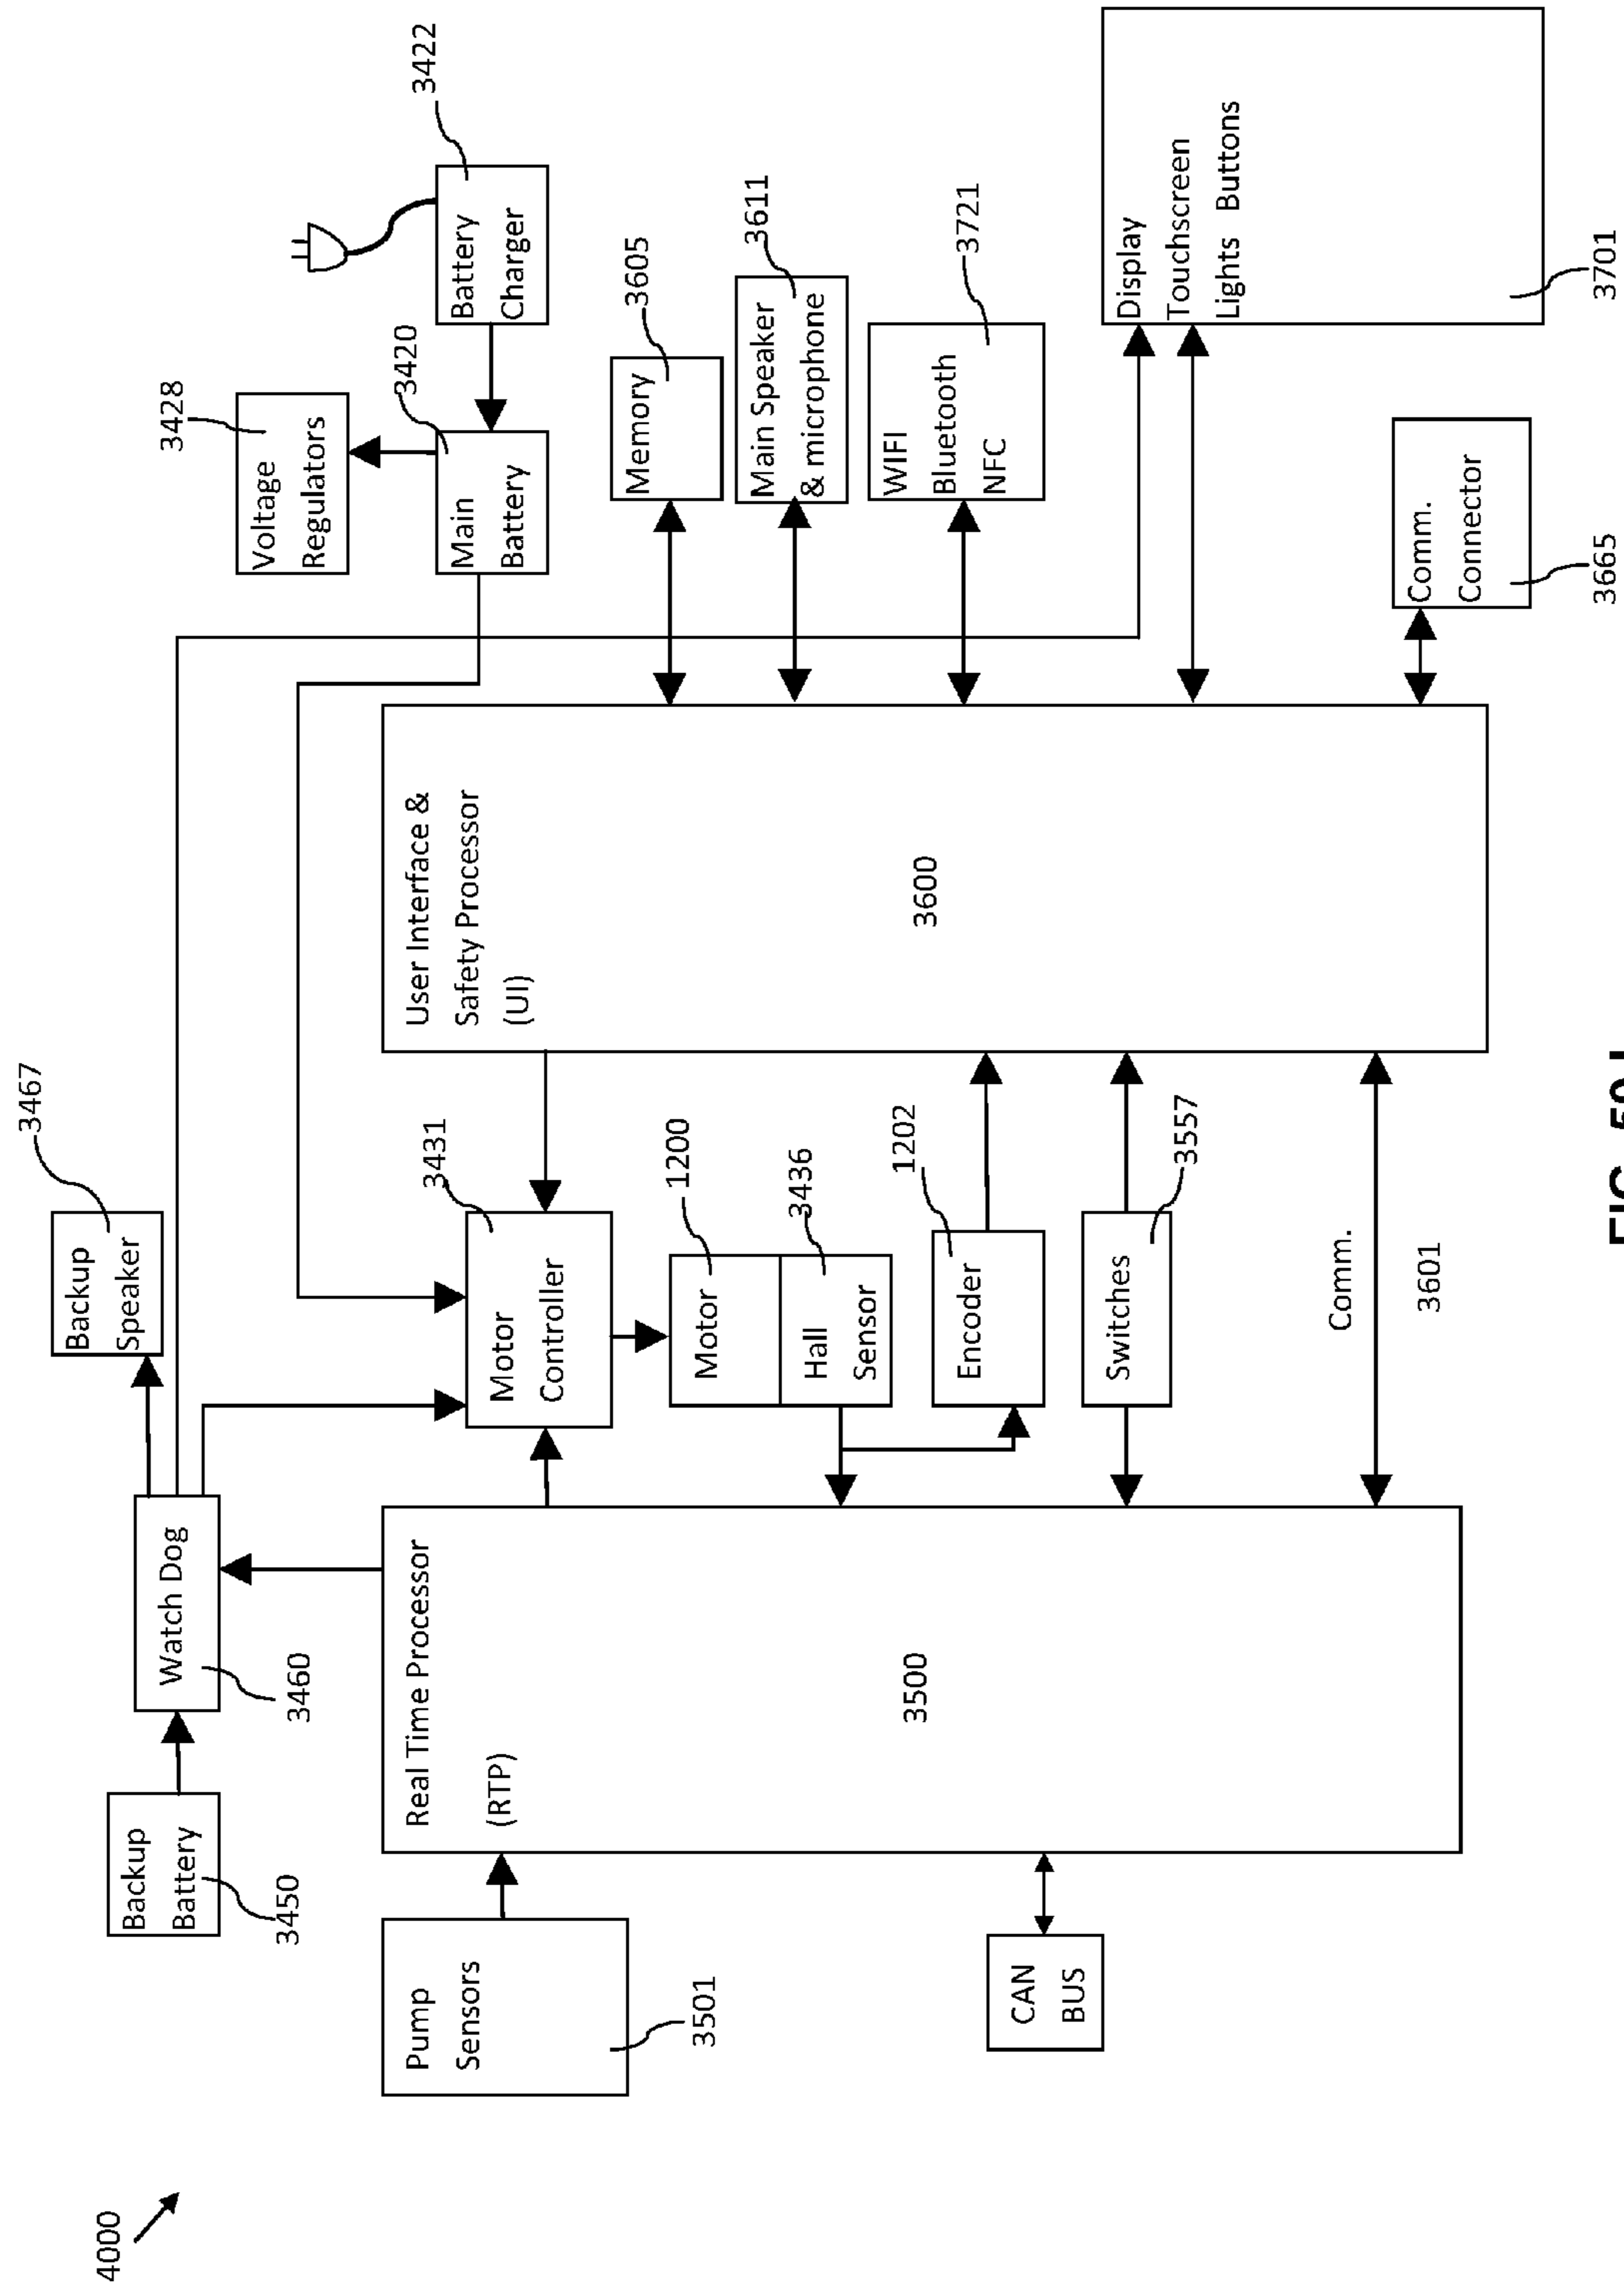 4000
3467
Backup
Speaker
Backup
Battery
3450
Watch Dog
3460
3428
Voltage
Regulators
3422
Battery
Charger
3420
Main
Battery
Pump
Sensors
3501
Real Time Processor
(RTP)
3500
3431
Motor
Controller
User Interface &
Safety Processor
(UI)
3600
Memory
3605
Main Speaker
& microphone
3611
1200
Motor
3436
Hall
Sensor
WIFI
Bluetooth
NFC
3721
1202
Encoder
CAN
BUS
Switches
3557
Display
Touchscreen
Lights Buttons
3701
Comm.
3601
Comm.
Connector
3665
FIG.